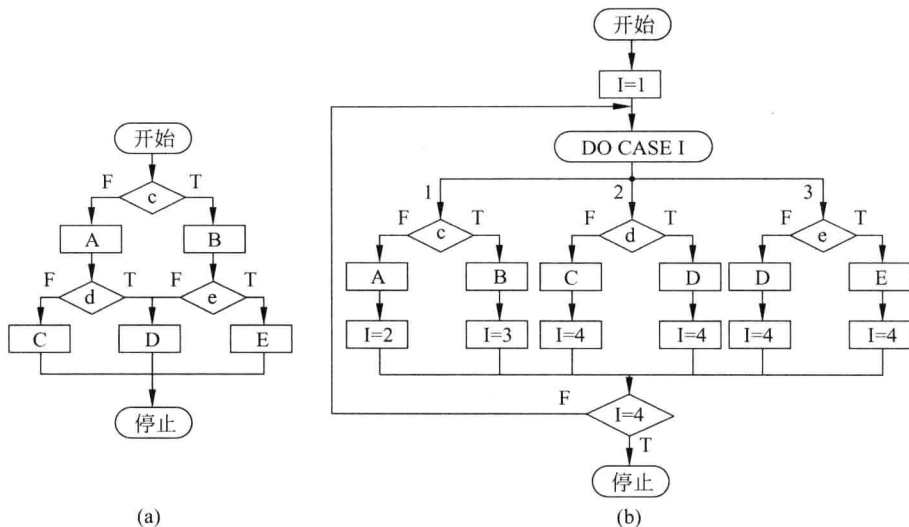 开始
F
c
T
A
B
F
d
T
F
e
T
C
D
E
停止
(a)
开始
I=1
DO CASE I
1
2
3
F
c
T
F
d
T
F
e
T
A
B
C
D
D
E
I=2
I=3
I=4
I=4
I=4
I=4
F
I=4
T
停止
(b)